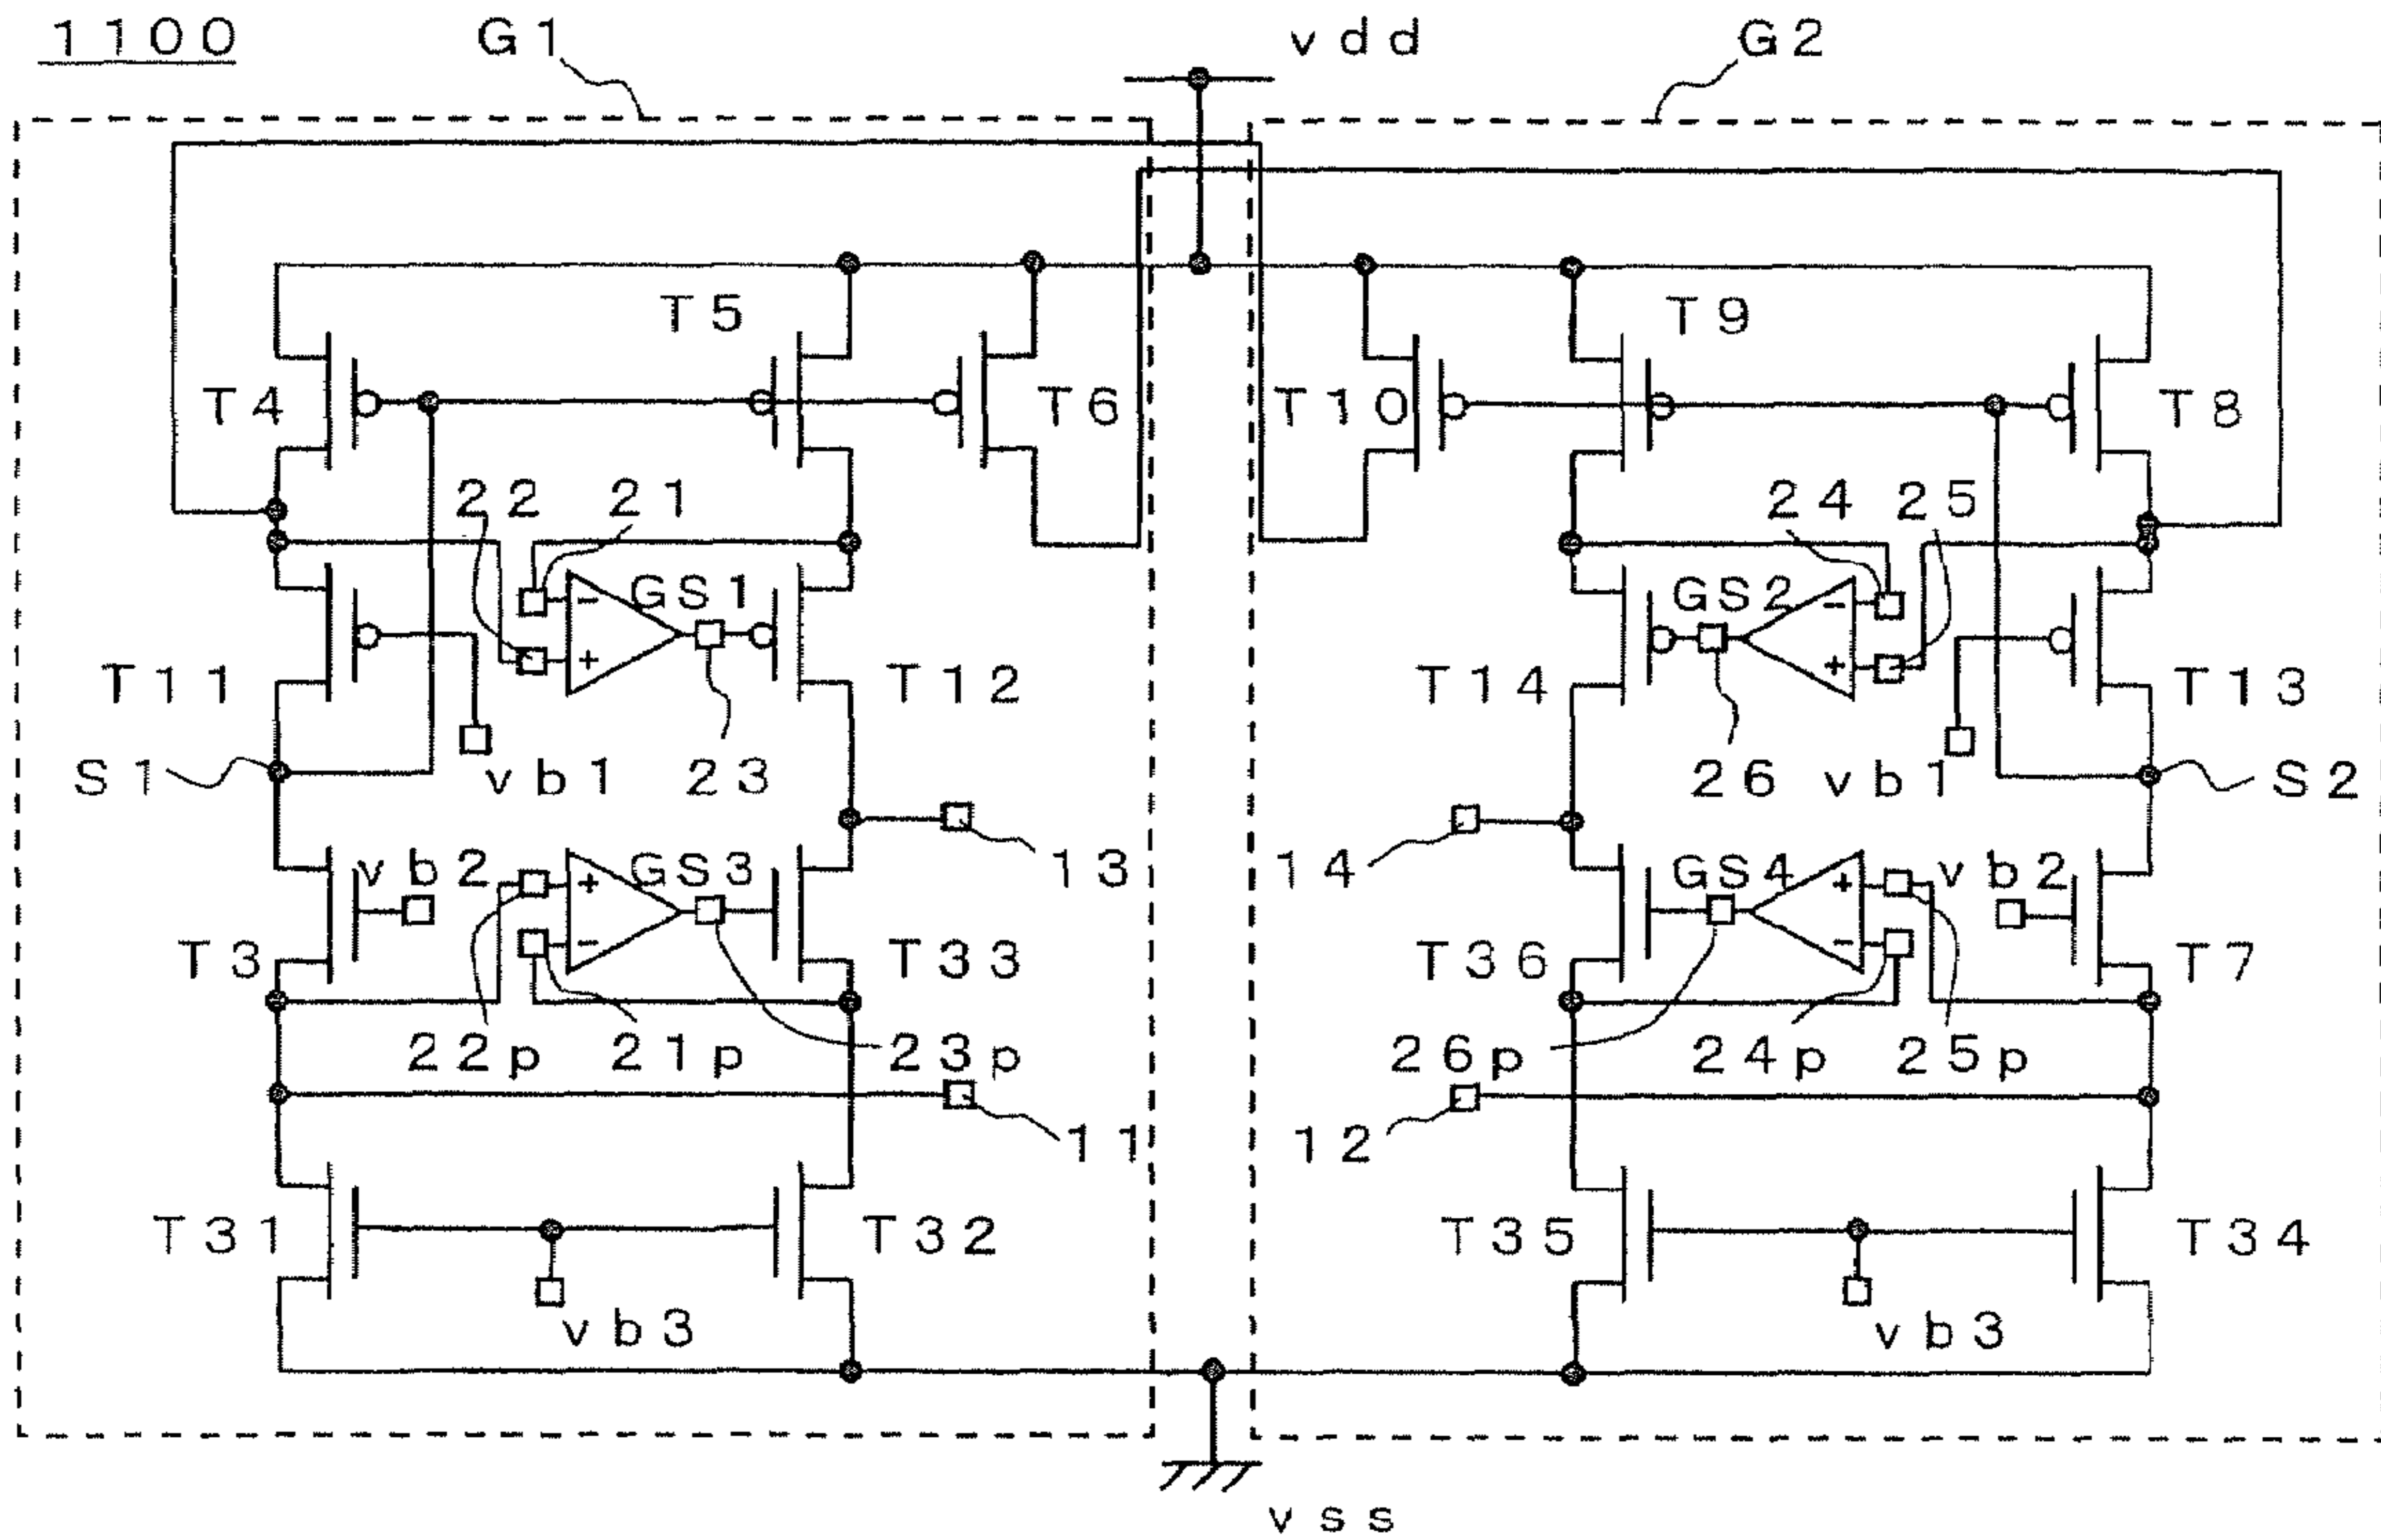 1100
G1
vdd
G2
T5
T9
T4
T6
T10
T8
22
21
24
25
-
GS1
GS2
-
+
+
T11
T12
T14
T13
S1
vb1
23
26
vb1
S2
13
14
vb2
+
GS3
GS4
+
vb2
-
-
T3
T33
T36
T7
22p
21p
23p
26p
24p
25p
11
12
T31
T32
T35
T34
vb3
vb3
vss